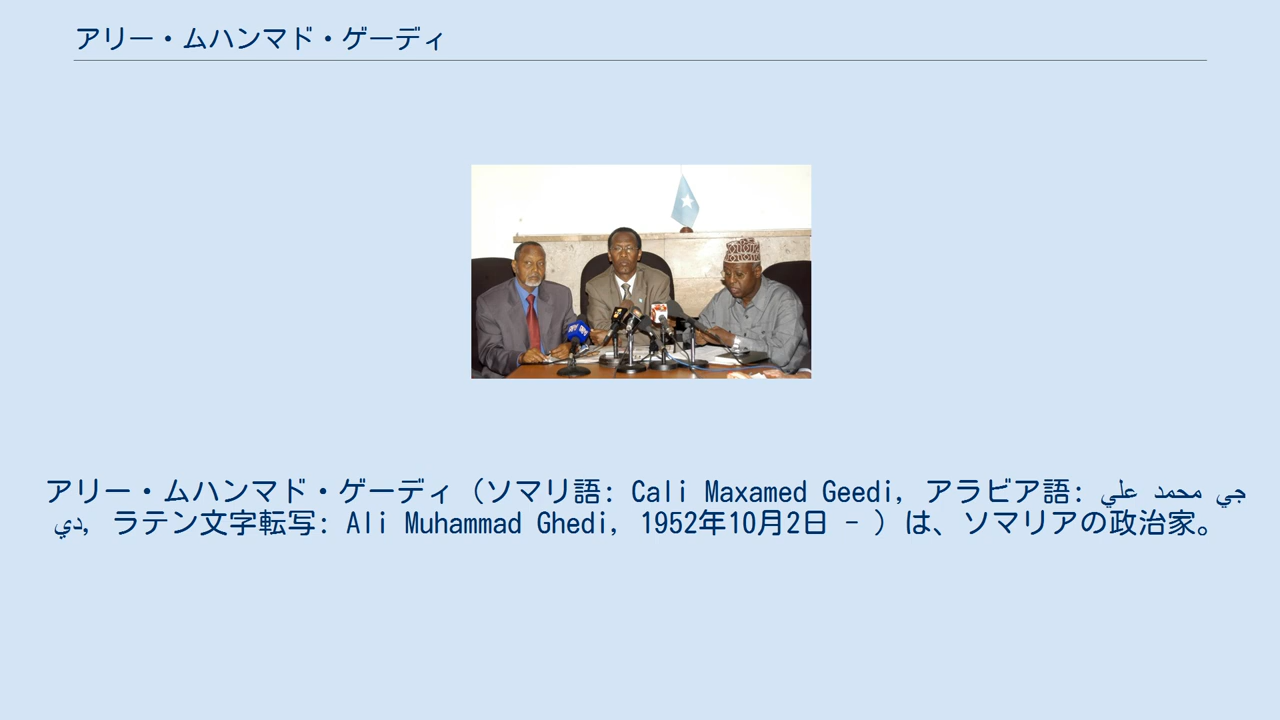 アリー・ムハンマド・ゲーディ
アリー・ムハンマド・ゲーディ（ソマリ語: Cali Maxamed Geedi, アラビア語: علي محمد جي
دي, ラテン文字転写: Ali Muhammad Ghedi, 1952年10月2日 - ）は、ソマリアの政治家。